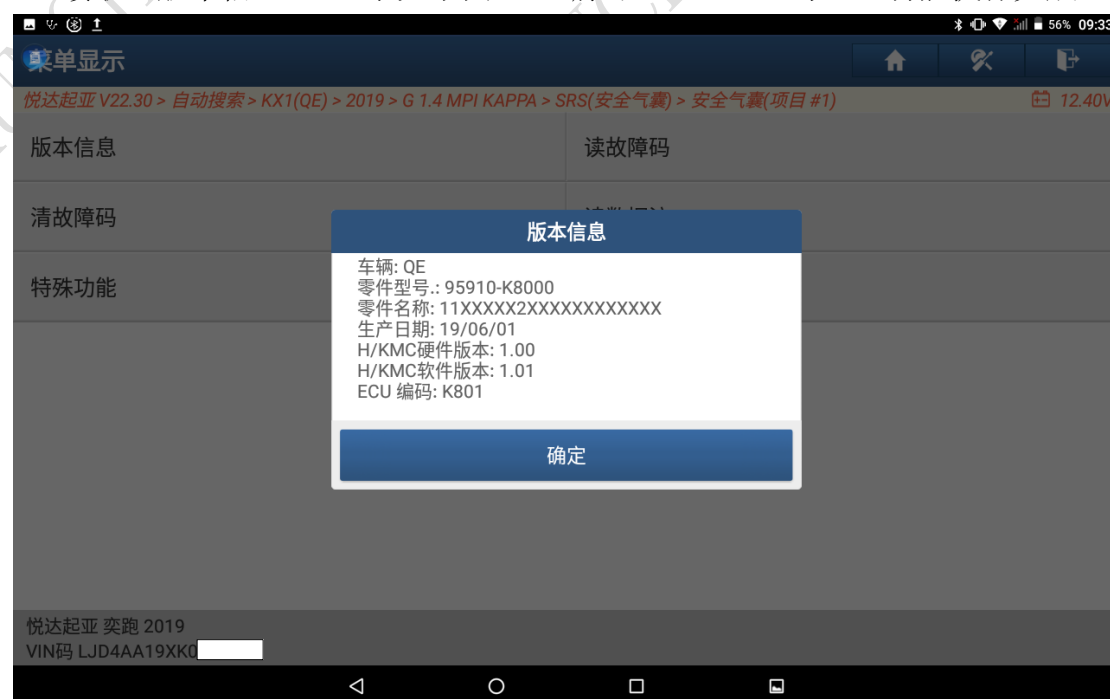 56% 09:33
菜单显示
悦达起亚 V22.30 > 自动搜索 > KX1(QE) > 2019 > G 1.4 MPI KAPPA > SRS(安全气囊) > 安全气囊(项目 #1) 12.40V
版本信息 读故障码
清故障码
特殊功能
版本信息
车辆: QE
零件型号.: 95910-K8000
零件名称: 11XXXXX2XXXXXXXXXXXX
生产日期: 19/06/01
H/KMC硬件版本: 1.00
H/KMC软件版本: 1.01
ECU 编码: K801
确定
悦达起亚 奕跑 2019
VIN码 LJD4AA19XK0